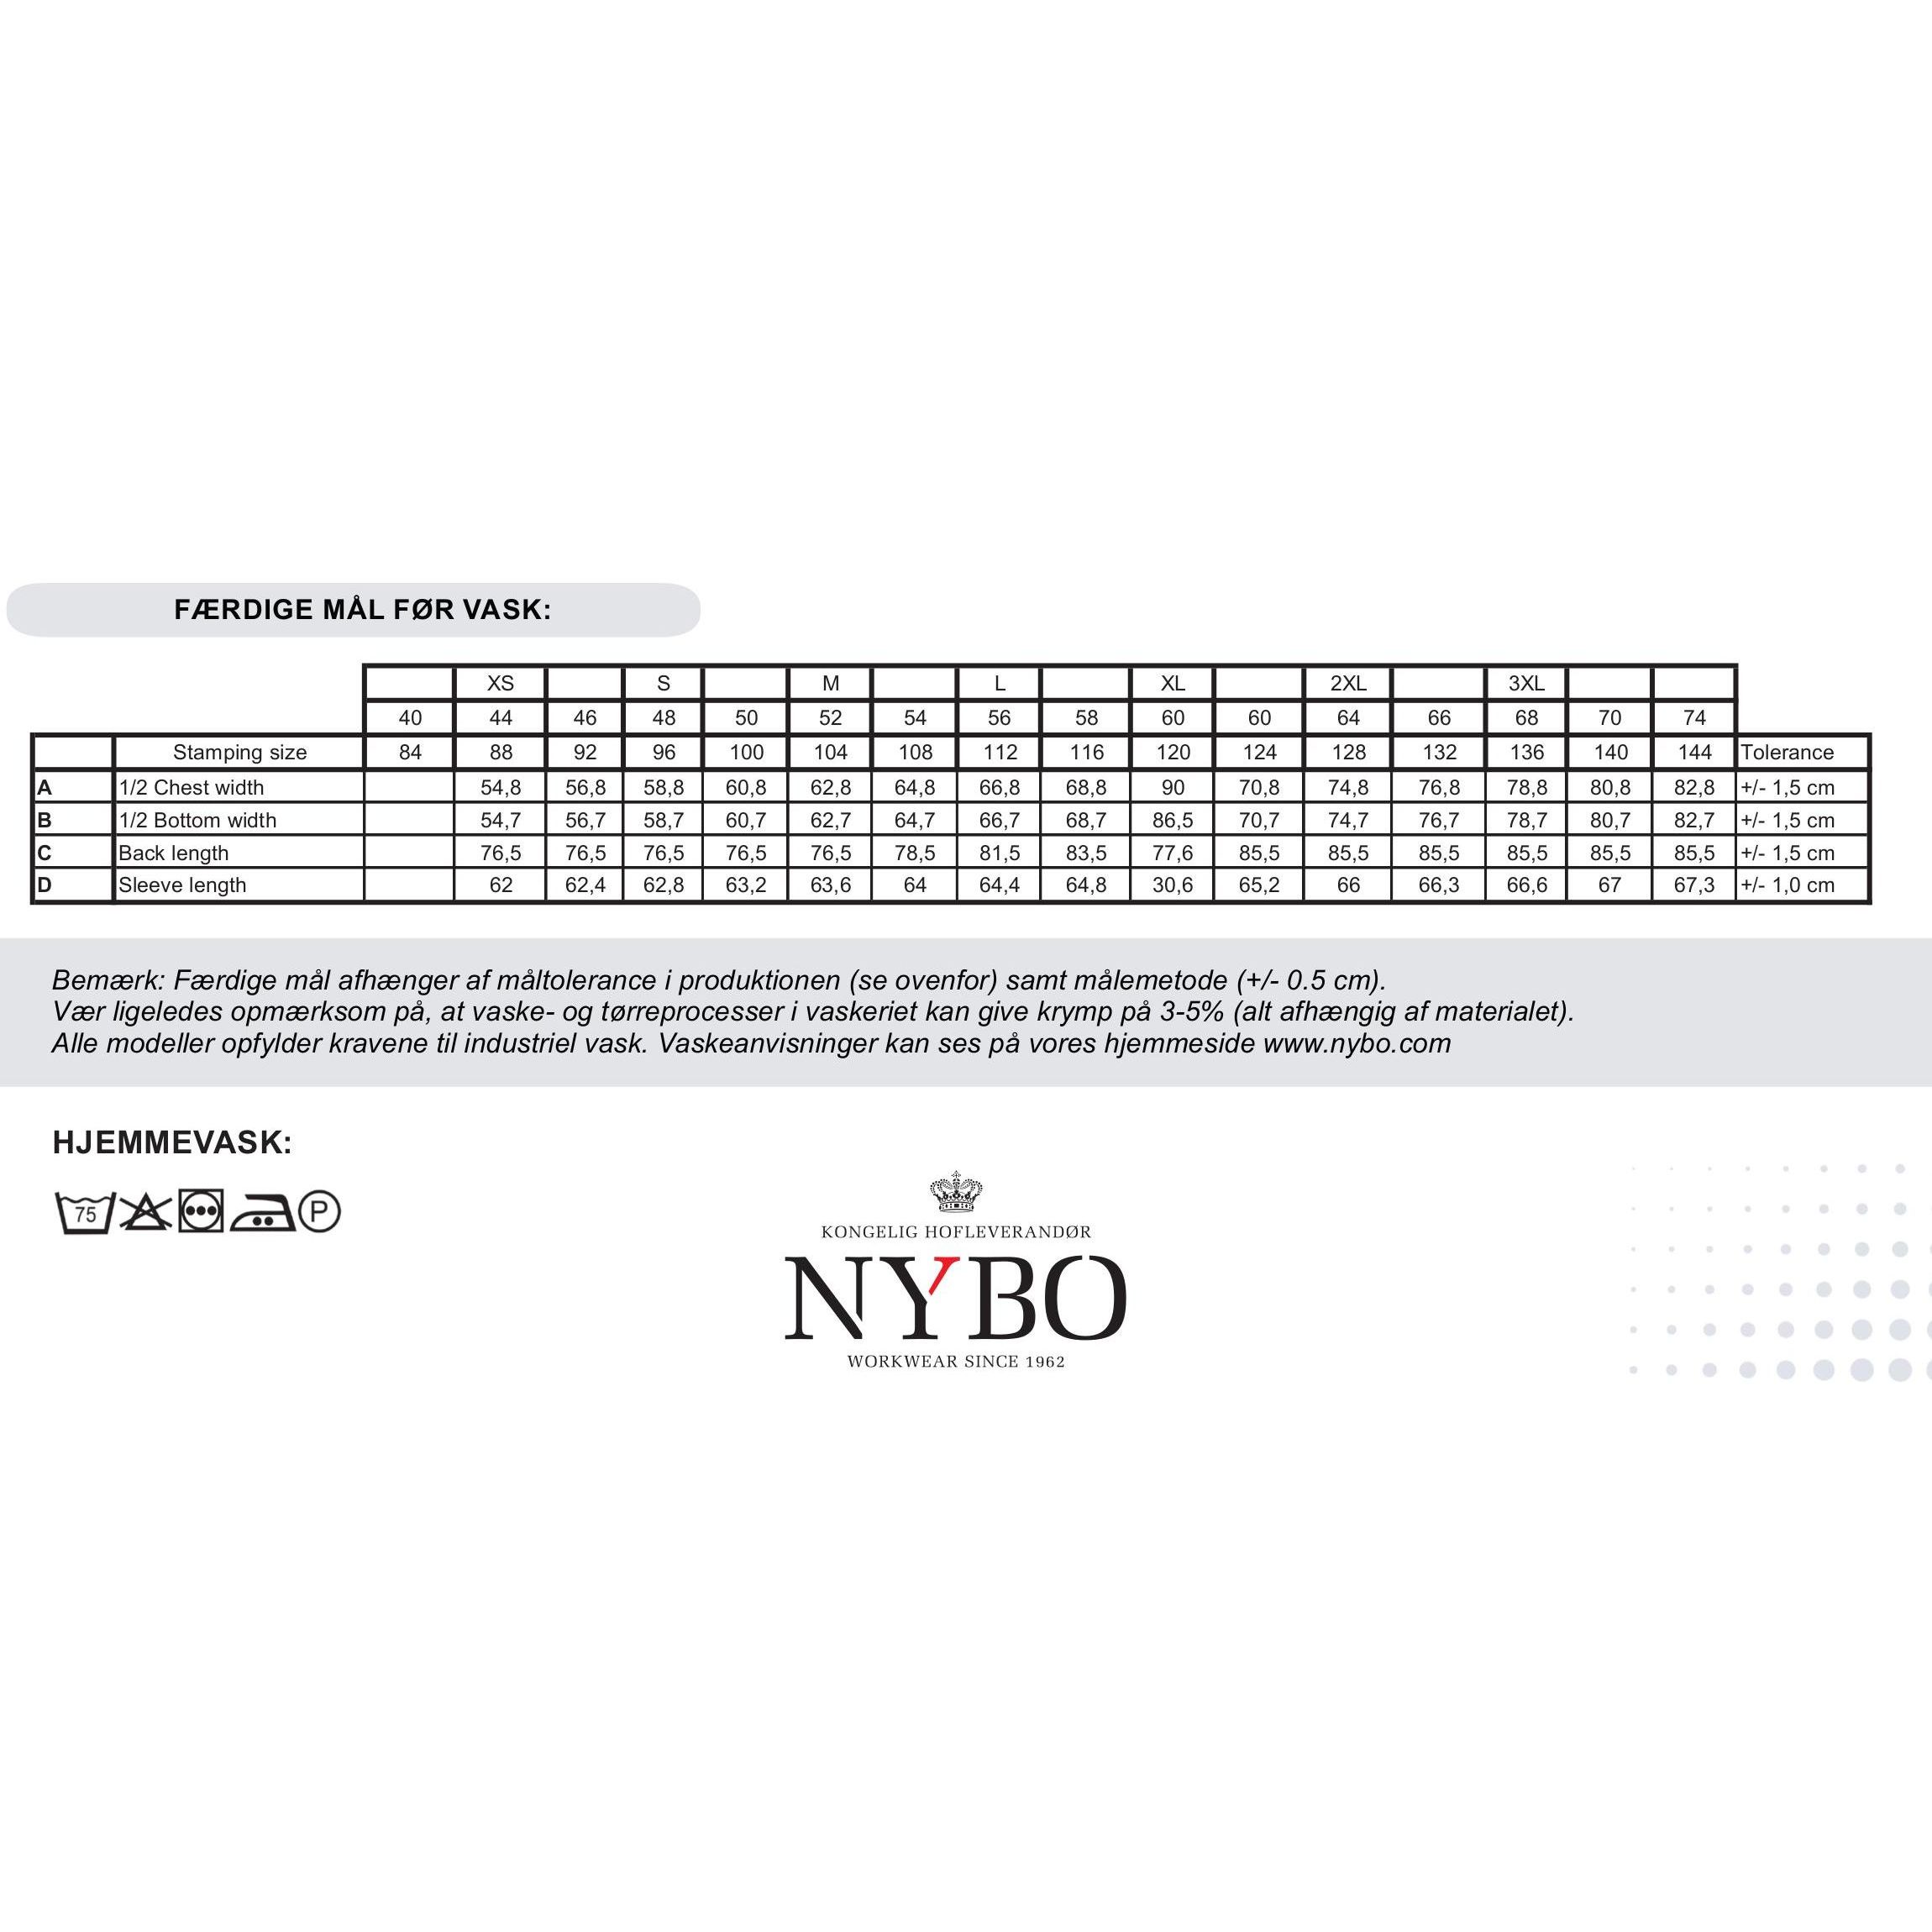 FÆRDIGE MÅL FØR VASK:
XS S M L XL 2XL 3XL
40 44 46 48 50 52 54 56 58 60 60 64 66 68 70 74
Stamping size 84 88 92 96 100 104 108 112 116 120 124 128 132 136 140 144 Tolerance
A 1/2 Chest width 54,8 56,8 58,8 60,8 62,8 64,8 66,8 68,8 90 70,8 74,8 76,8 78,8 80,8 82,8 +/- 1,5 cm
B 1/2 Bottom width 54,7 56,7 58,7 60,7 62,7 64,7 66,7 68,7 86,5 70,7 74,7 76,7 78,7 80,7 82,7 +/- 1,5 cm
C Back length 76,5 76,5 76,5 76,5 76,5 78,5 81,5 83,5 77,6 85,5 85,5 85,5 85,5 85,5 85,5 +/- 1,5 cm
D Sleeve length 62 62,4 62,8 63,2 63,6 64 64,4 64,8 30,6 65,2 66 66,3 66,6 67 67,3 +/- 1,0 cm
Bemærk: Færdige mål afhænger af måltolerance i produktionen (se ovenfor) samt målemetode (+/- 0.5 cm).
Vær ligeledes opmærksom på, at vaske- og tørreprocesser i vaskeriet kan give krymp på 3-5% (alt afhængig af materialet).
Alle modeller opfylder kravene til industriel vask. Vaskeanvisninger kan ses på vores hjemmeside www.nybo.com
HJEMMEVASK:
75 P
KONGELIG HOFLEVERANDØR
NYBO
WORKWEAR SINCE 1962